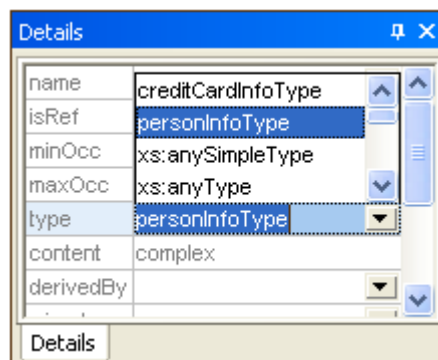 Details
name
creditCardInfoType
isRef
personInfoType
minOcc
xs:anySimpleType
maxOcc
xs:anyType
type
personInfoType
content
complex
derivedBy
Details